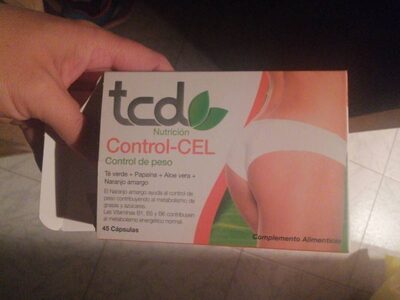 tcd
Nutrición
Control-CEL
Control de peso
Té verde + Papaína + Aloe vera +
Naranjo amargo
El Naranjo amargo ayuda al control de
peso contribuyendo al metabolismo de
grasas y azúcares.
Las Vitaminas B1, B5 y B6 contribuyen
al metabolismo energético normal.
45 Cápsulas
Complemento Alimenticio